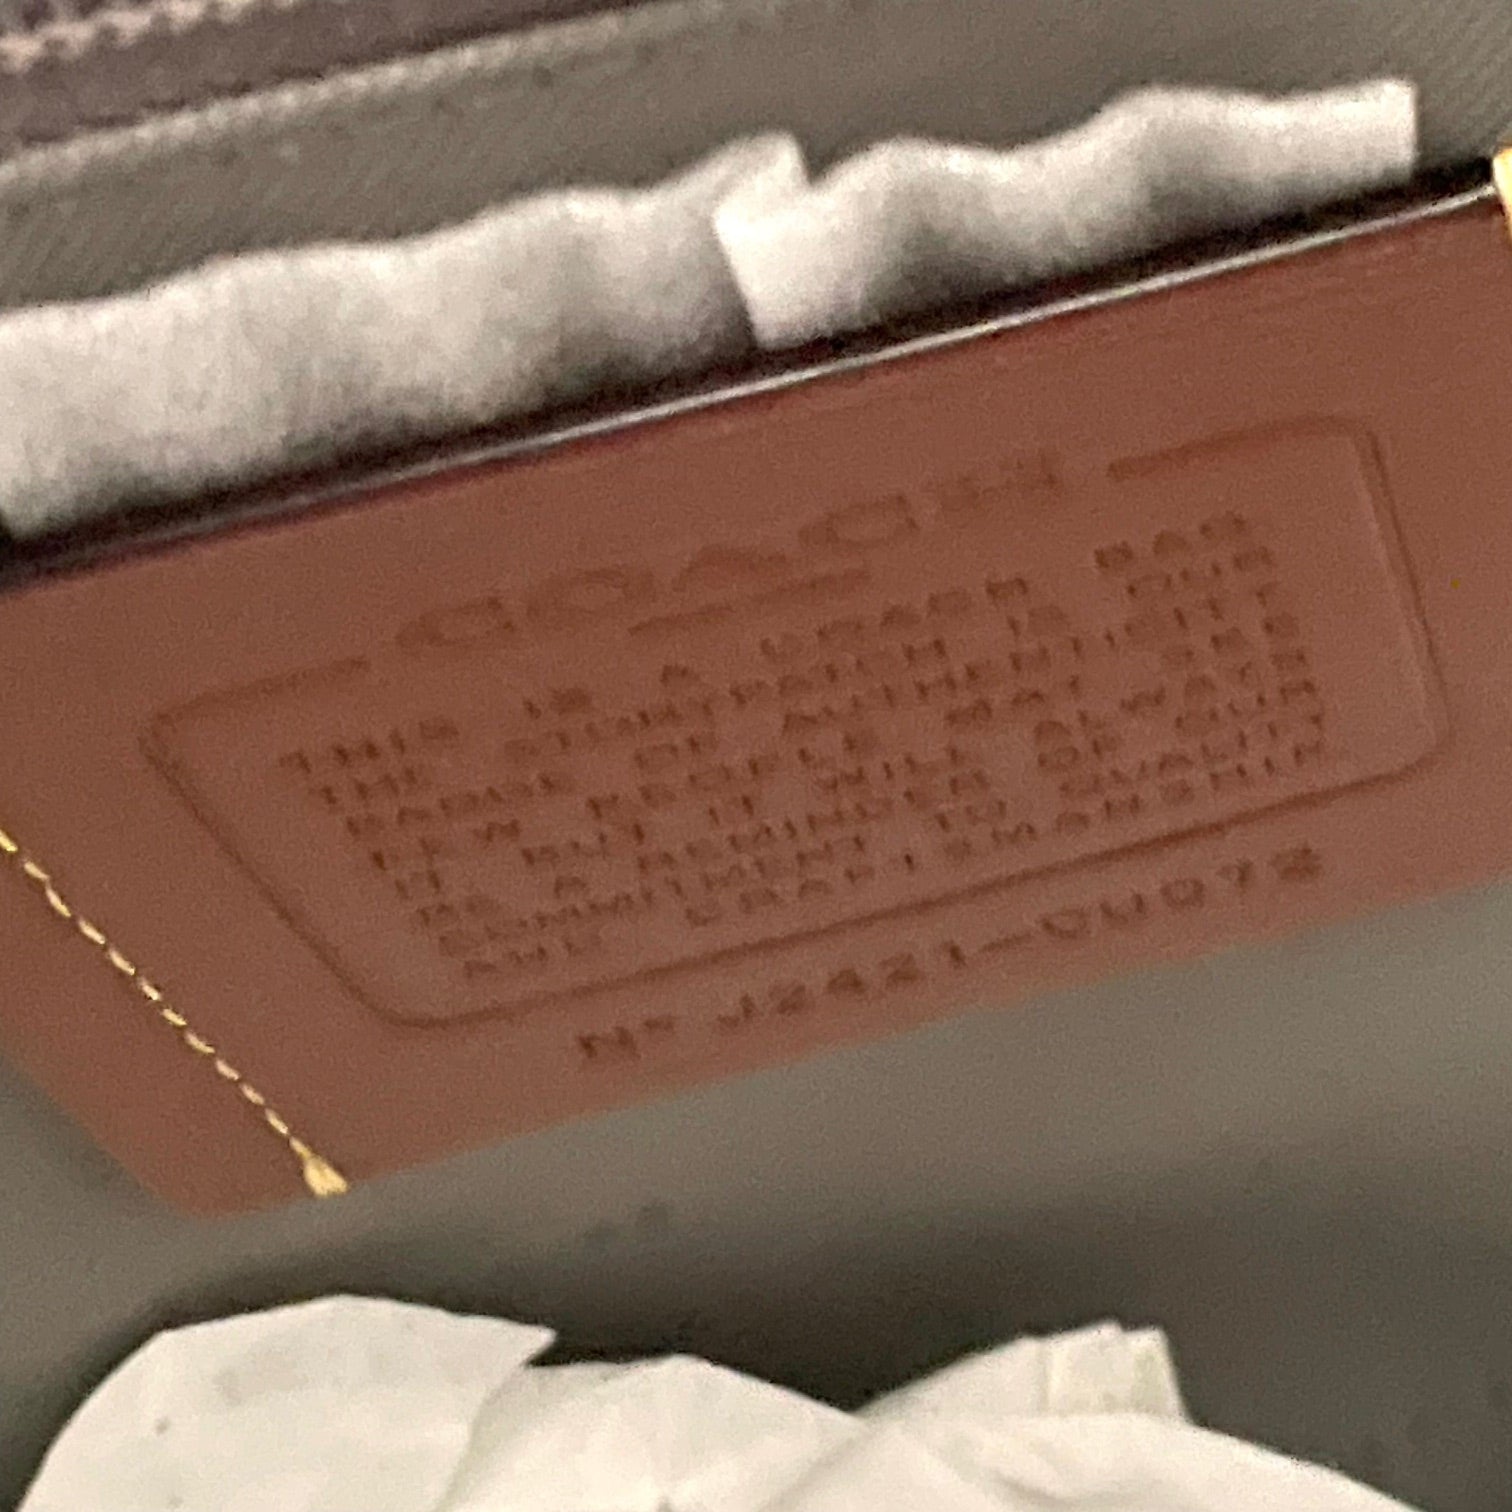 COACH
THIS IS A COACH BAG
THE STORYPATCH IS OUR
BADGE OF AUTHENTICITY
FEW PEOPLE MAY SEE
IT BUT IT WILL ALWAYS
BE A REMINDER OF OUR
COMMITMENT TO QUALITY
AND CRAFTSMANSHIP
Nº J2421-CU072